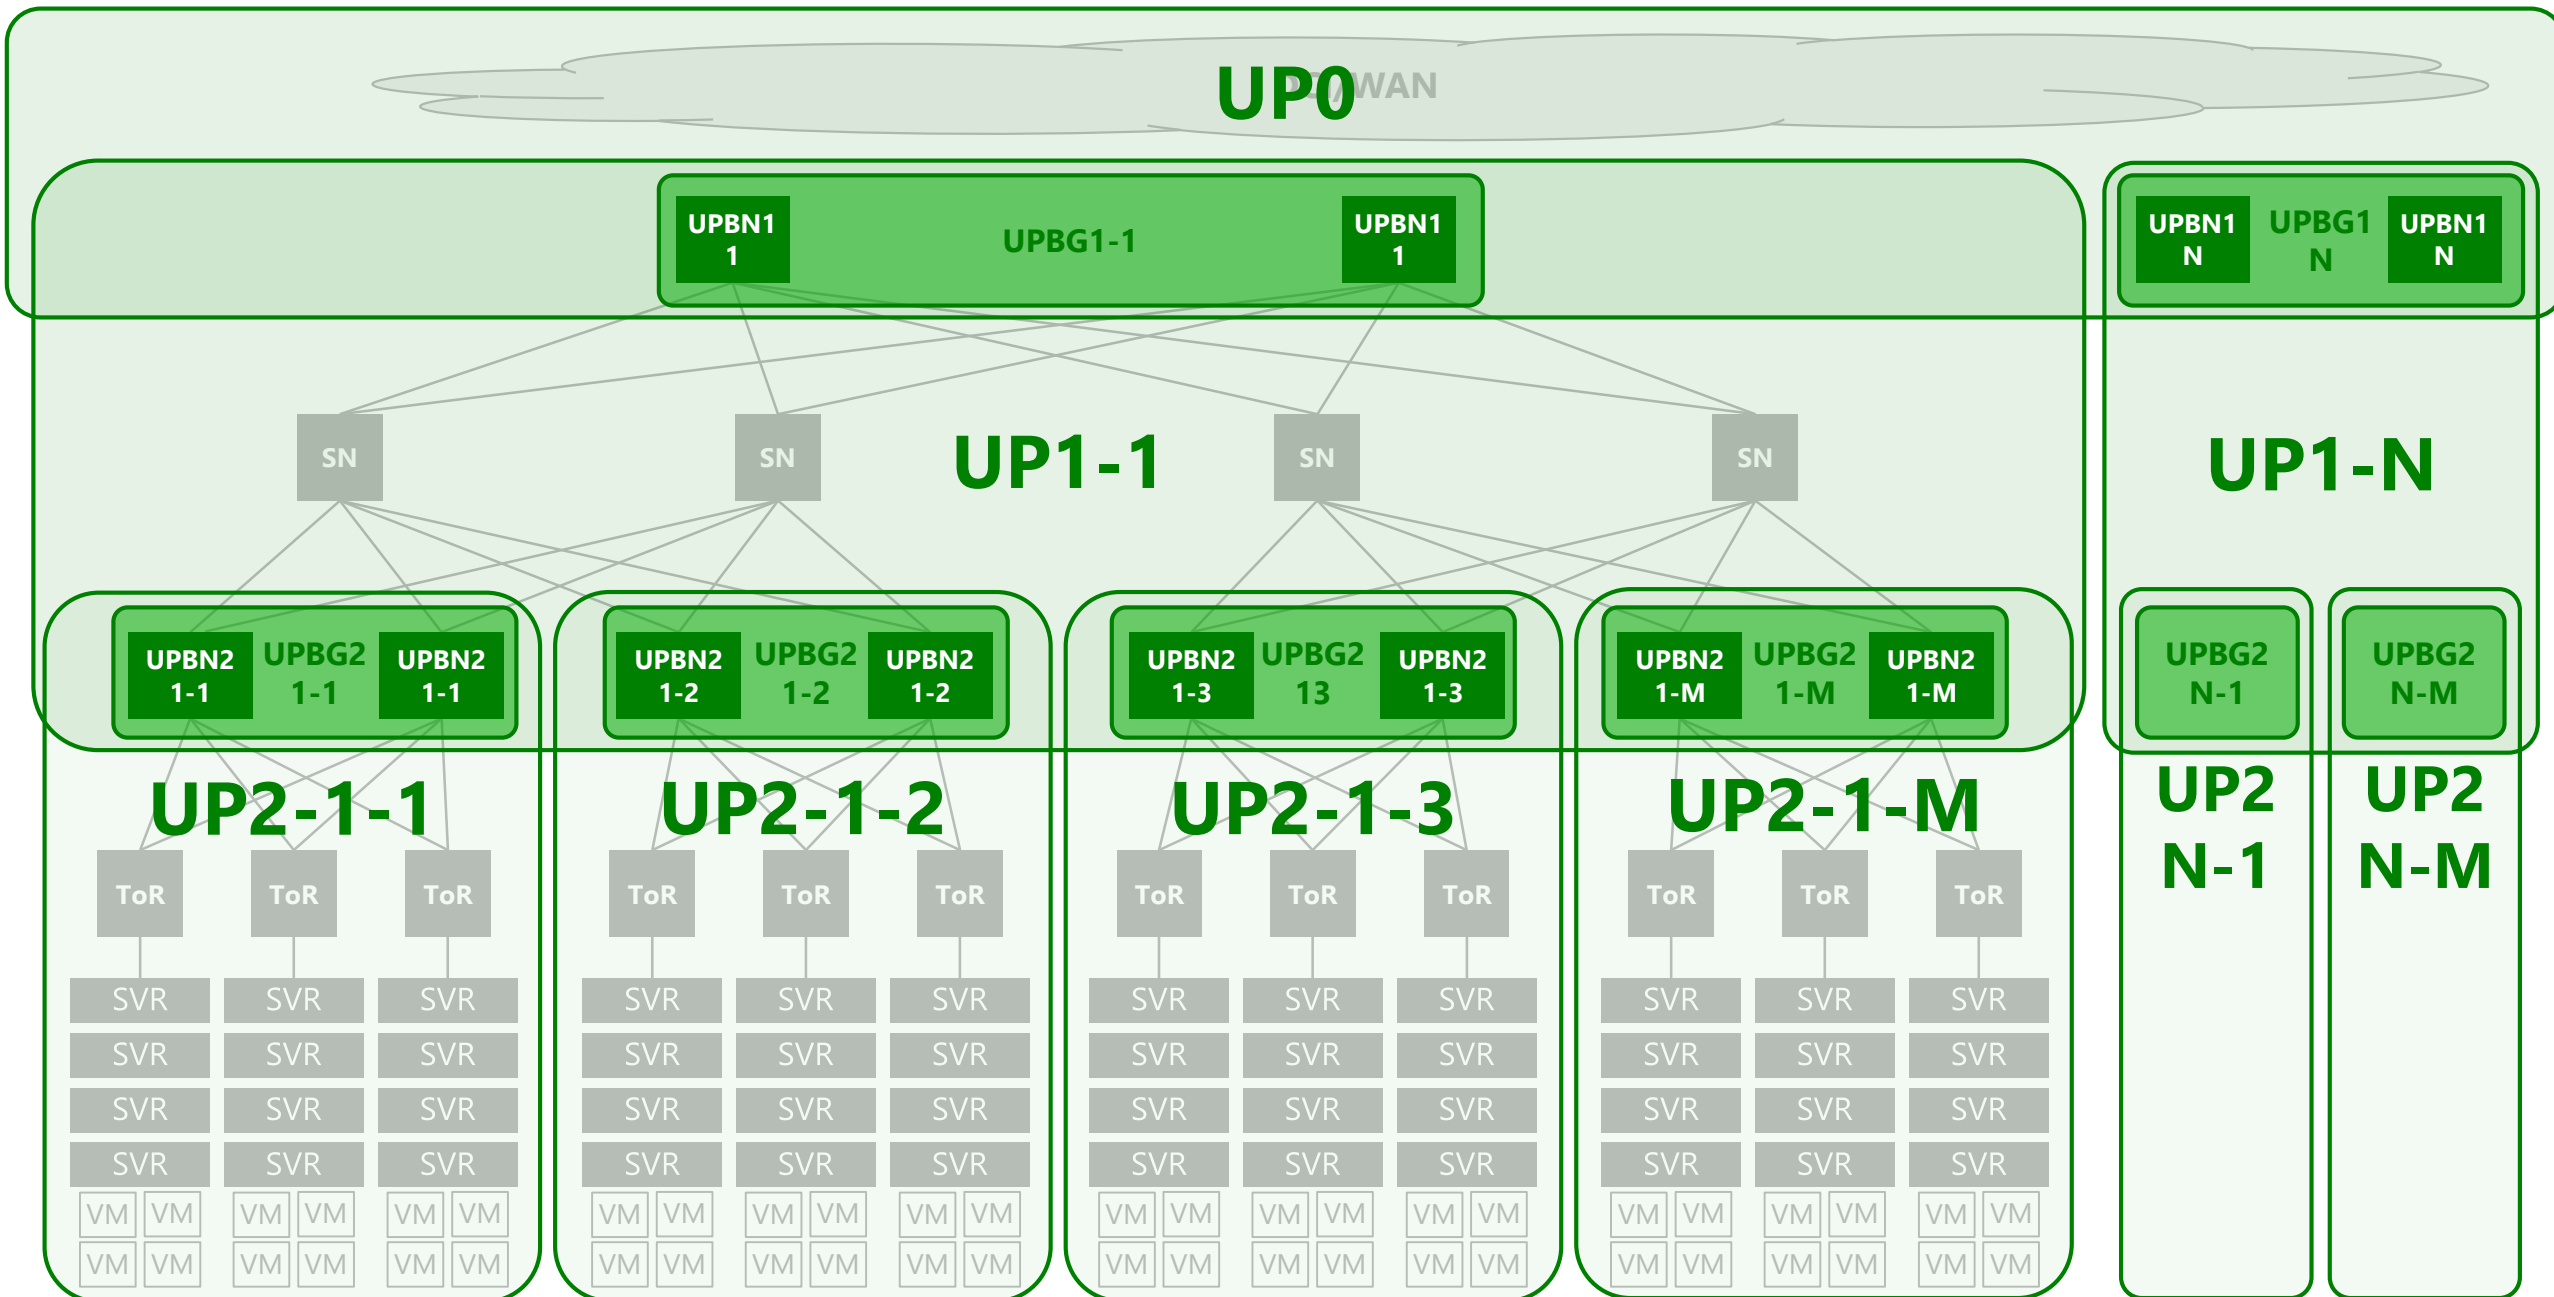 UP0
/WAN
UPBN1
1
UPBG1-1
UPBN1
1
UPBN1
N
UPBG1
N
UPBN1
N
SN
SN
UP1-1
SN
SN
UP1-N
UPBN2
1-1
UPBG2
1-1
UPBN2
1-1
UPBN2
1-2
UPBG2
1-2
UPBN2
1-2
UPBN2
1-3
UPBG2
13
UPBN2
1-3
UPBN2
1-M
UPBG2
1-M
UPBN2
1-M
UPBG2
N-1
UPBG2
N-M
UP2-1-1
UP2-1-2
UP2-1-3
UP2-1-M
UP2
N-1
UP2
N-M
ToR ToR ToR ToR ToR ToR ToR ToR ToR ToR ToR ToR
SVR SVR SVR SVR SVR SVR SVR SVR SVR SVR SVR SVR
SVR SVR SVR SVR SVR SVR SVR SVR SVR SVR SVR SVR
SVR SVR SVR SVR SVR SVR SVR SVR SVR SVR SVR SVR
SVR SVR SVR SVR SVR SVR SVR SVR SVR SVR SVR SVR
VM VM VM VM VM VM VM VM VM VM VM VM VM VM VM VM VM VM VM VM VM VM VM VM
VM VM VM VM VM VM VM VM VM VM VM VM VM VM VM VM VM VM VM VM VM VM VM VM